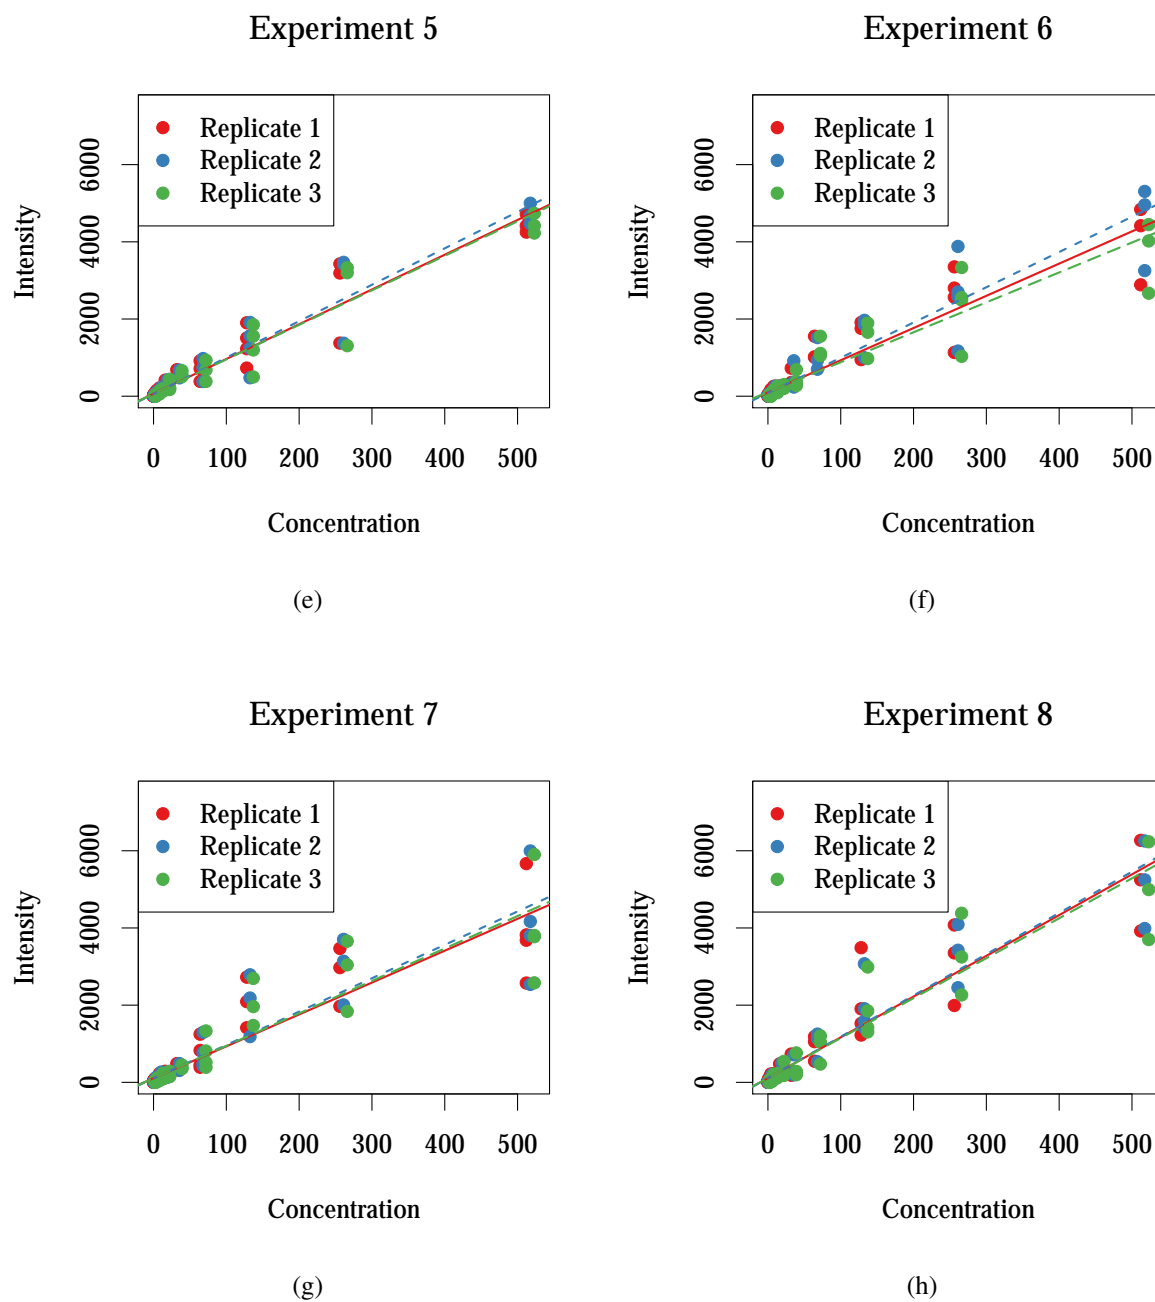 Experiment 5
Replicate 1
Replicate 2
Replicate 3
Intensity
0 2000 4000 6000
0 100 200 300 400 500
Concentration
(e)
Experiment 6
Replicate 1
Replicate 2
Replicate 3
Intensity
0 2000 4000 6000
0 100 200 300 400 500
Concentration
(f)
Experiment 7
Replicate 1
Replicate 2
Replicate 3
Intensity
0 2000 4000 6000
0 100 200 300 400 500
Concentration
(g)
Experiment 8
Replicate 1
Replicate 2
Replicate 3
Intensity
0 2000 4000 6000
0 100 200 300 400 500
Concentration
(h)